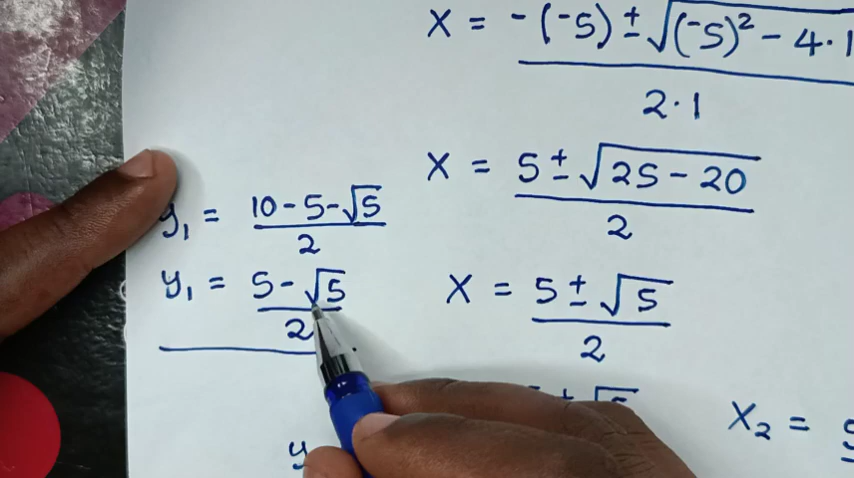 x = -(-5) ± √(-5)² - 4·1
2·1
x = 5 ± √25 - 20
2
y₁ = 10 - 5 - √5
2
y₁ = 5 - √5
2
x = 5 ± √5
2
± √5
x₂ =
y